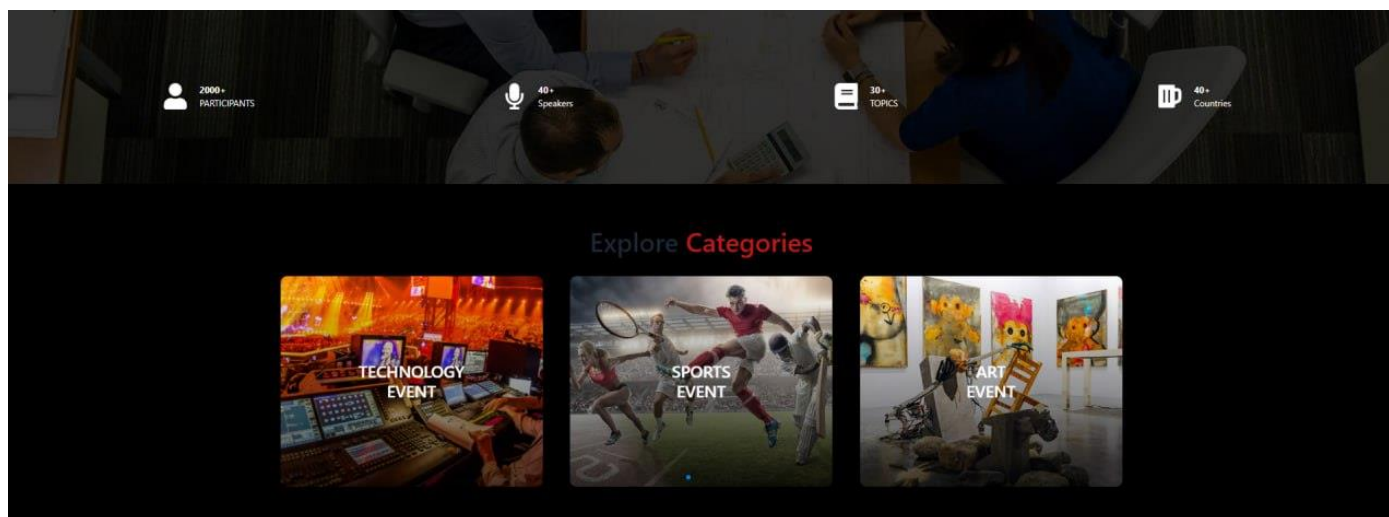 2000+
PARTICIPANTS
40+
Speakers
30+
TOPICS
40+
Countries
Explore Categories
TECHNOLOGY
EVENT
SPORTS
EVENT
ART
EVENT